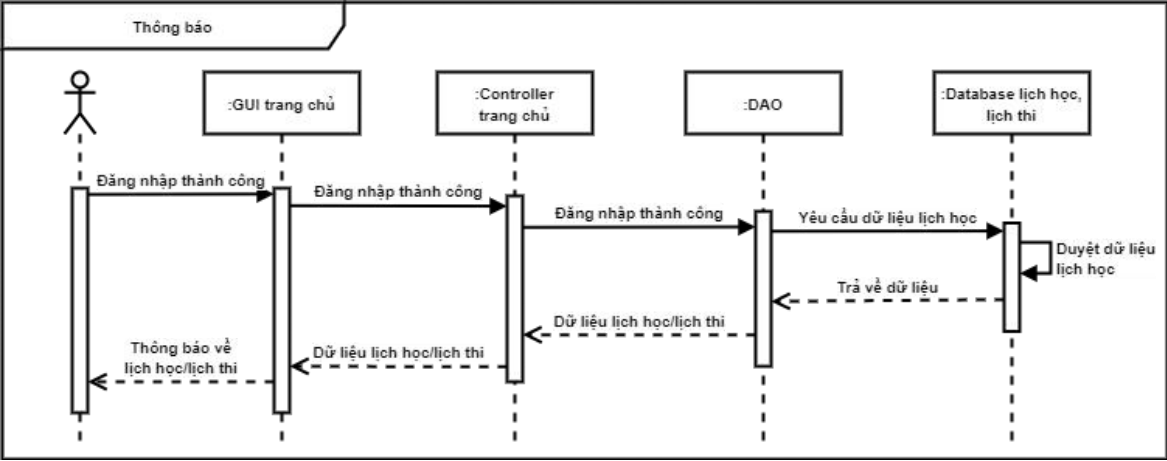 Thông báo
:GUI trang chủ
:Controller
trang chủ
:DAO
:Database lịch học,
lịch thi
Đăng nhập thành công
Đăng nhập thành công
Đăng nhập thành công
Yêu cầu dữ liệu lịch học
Duyệt dữ liệu
lịch học
Trả về dữ liệu
Dữ liệu lịch học/lịch thi
Dữ liệu lịch học/lịch thi
Thông báo về
lịch học/lịch thi